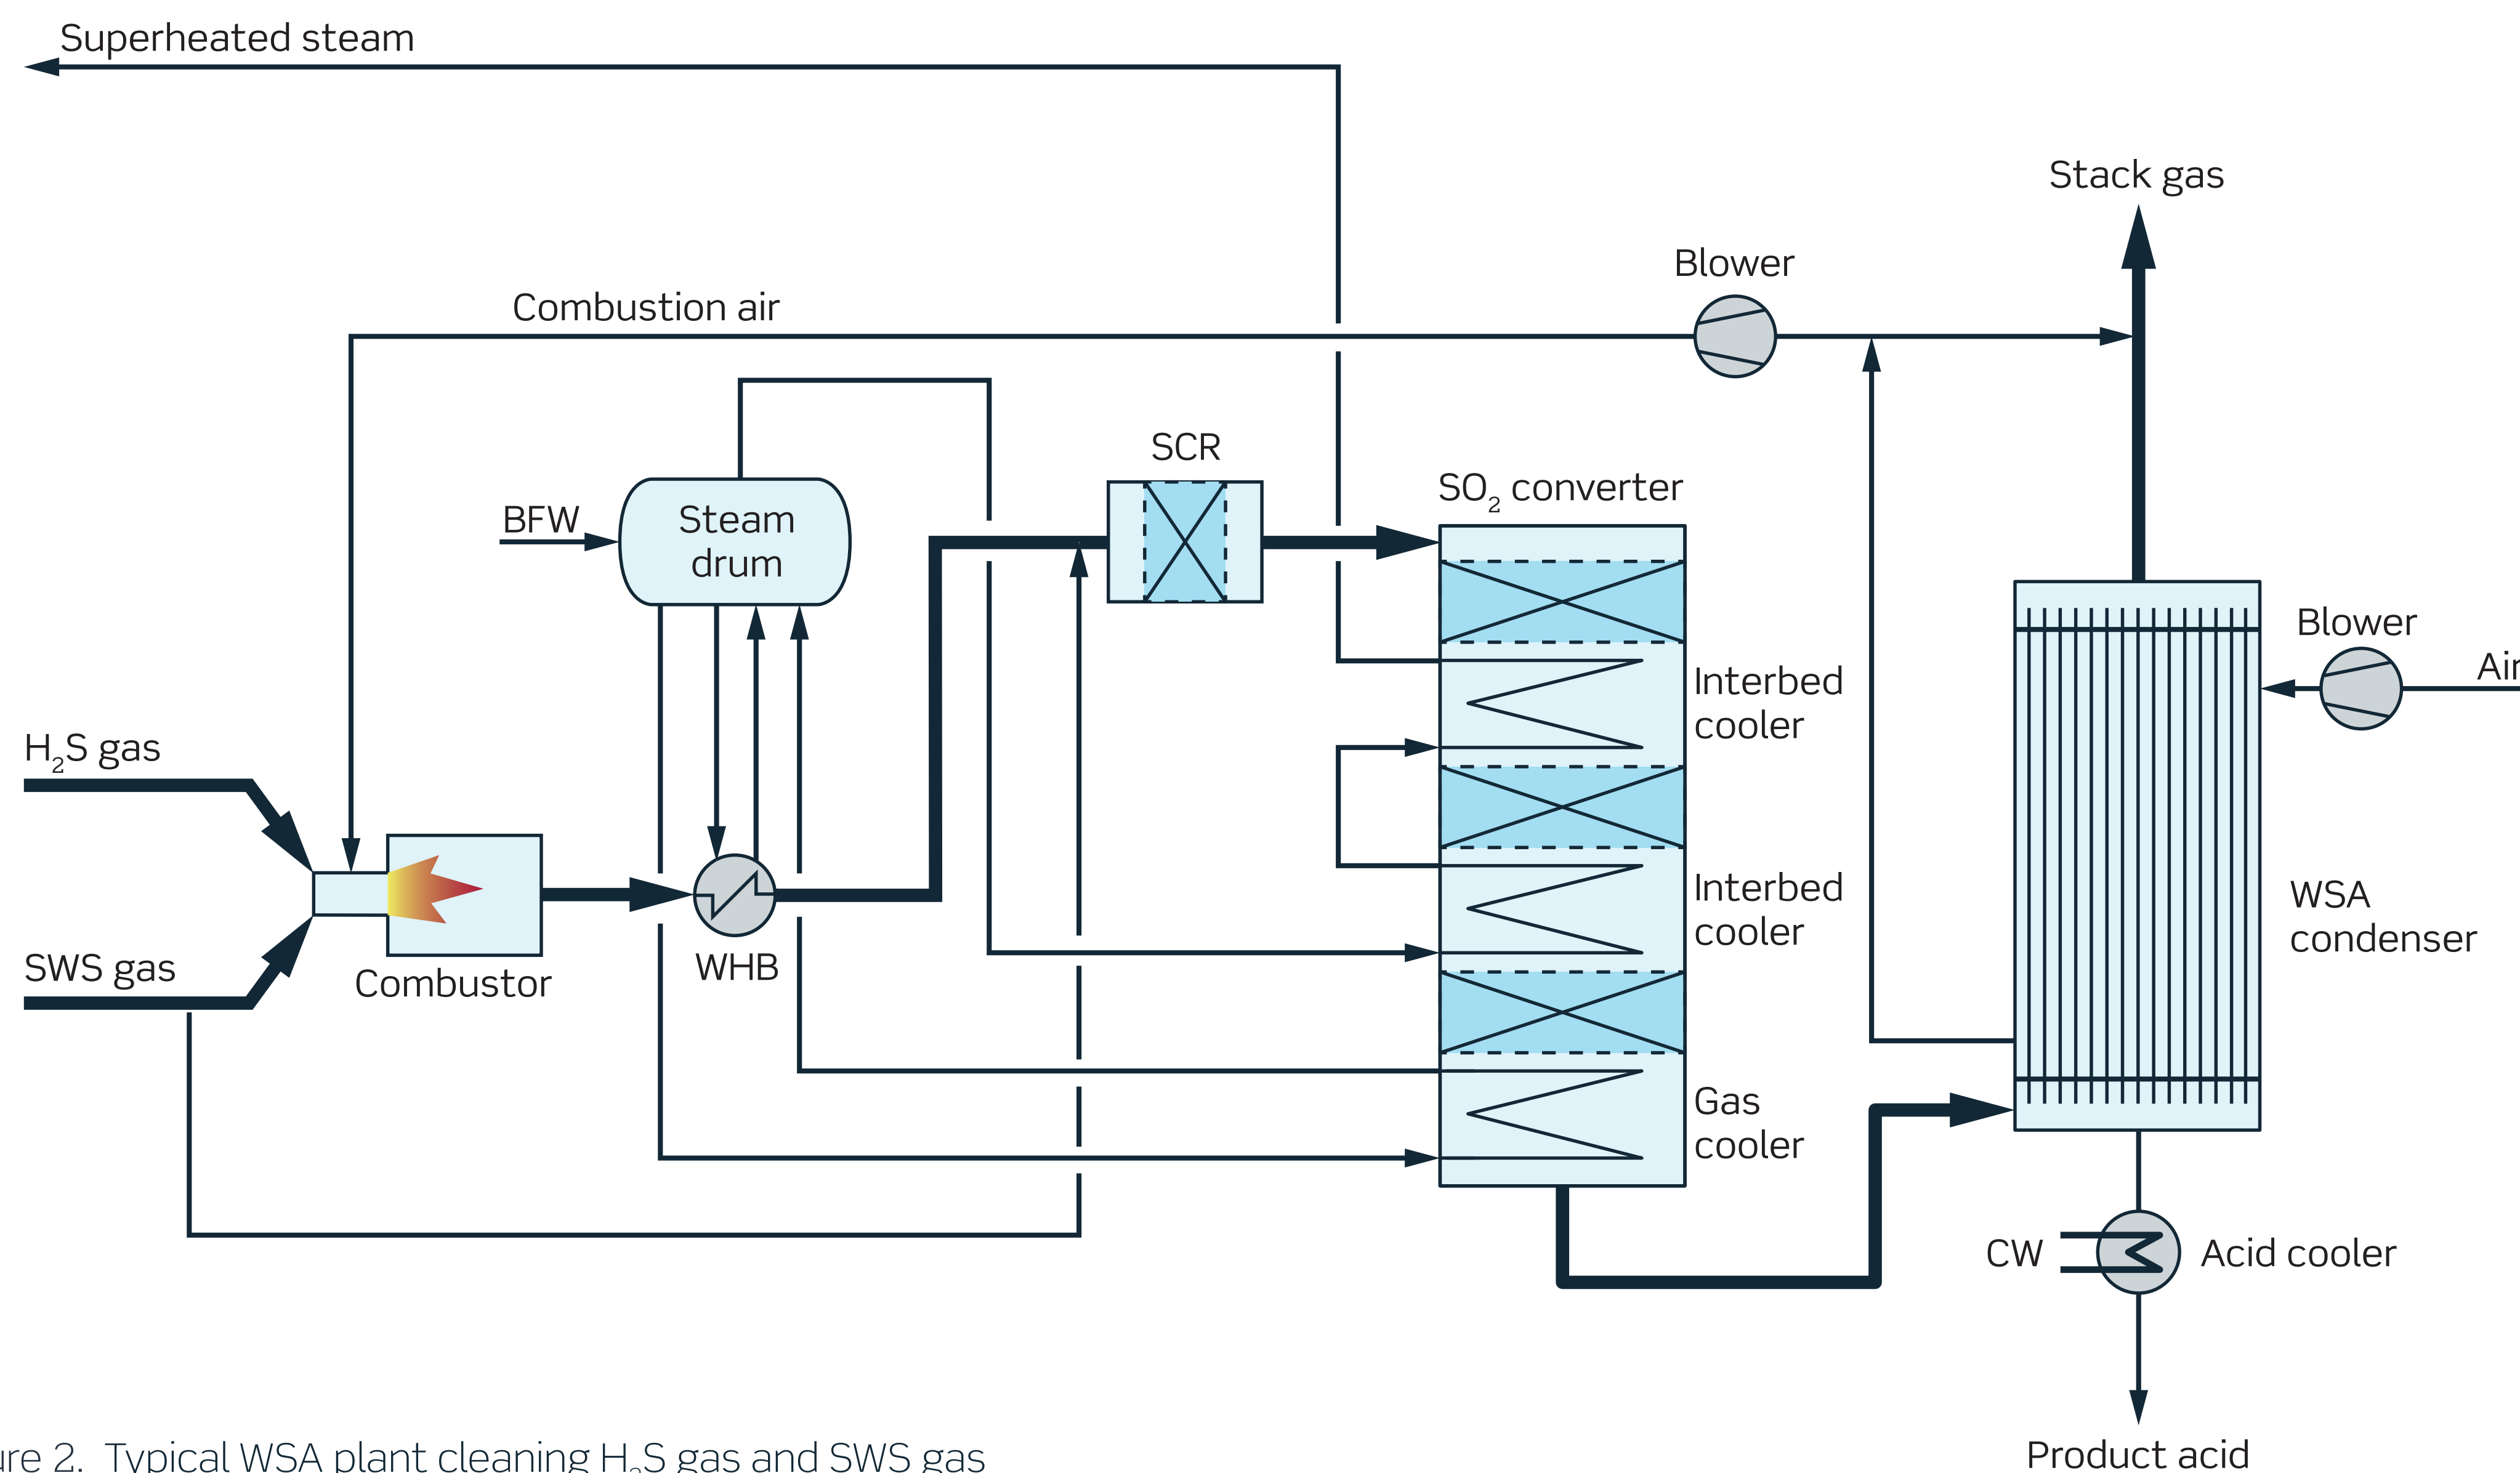 Superheated steam
Stack gas
Blower
Combustion air
SCR
SO₂ converter
BFW
Steam
drum
Blower
Air
Interbed
cooler
H₂S gas
Interbed
cooler
WSA
condenser
SWS gas
Combustor
WHB
Gas
cooler
CW
Acid cooler
Product acid
ure 2. Typical WSA plant cleaning H₂S gas and SWS gas